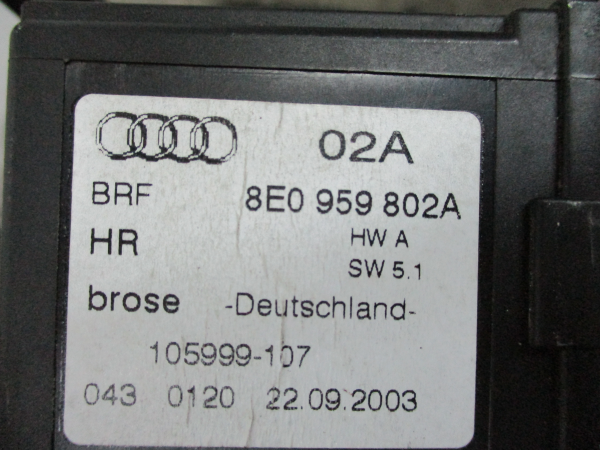 02A
BRF 8E0 959 802A
HR HW A
SW 5.1
brose -Deutschland-
105999-107
043 0120 22.09.2003